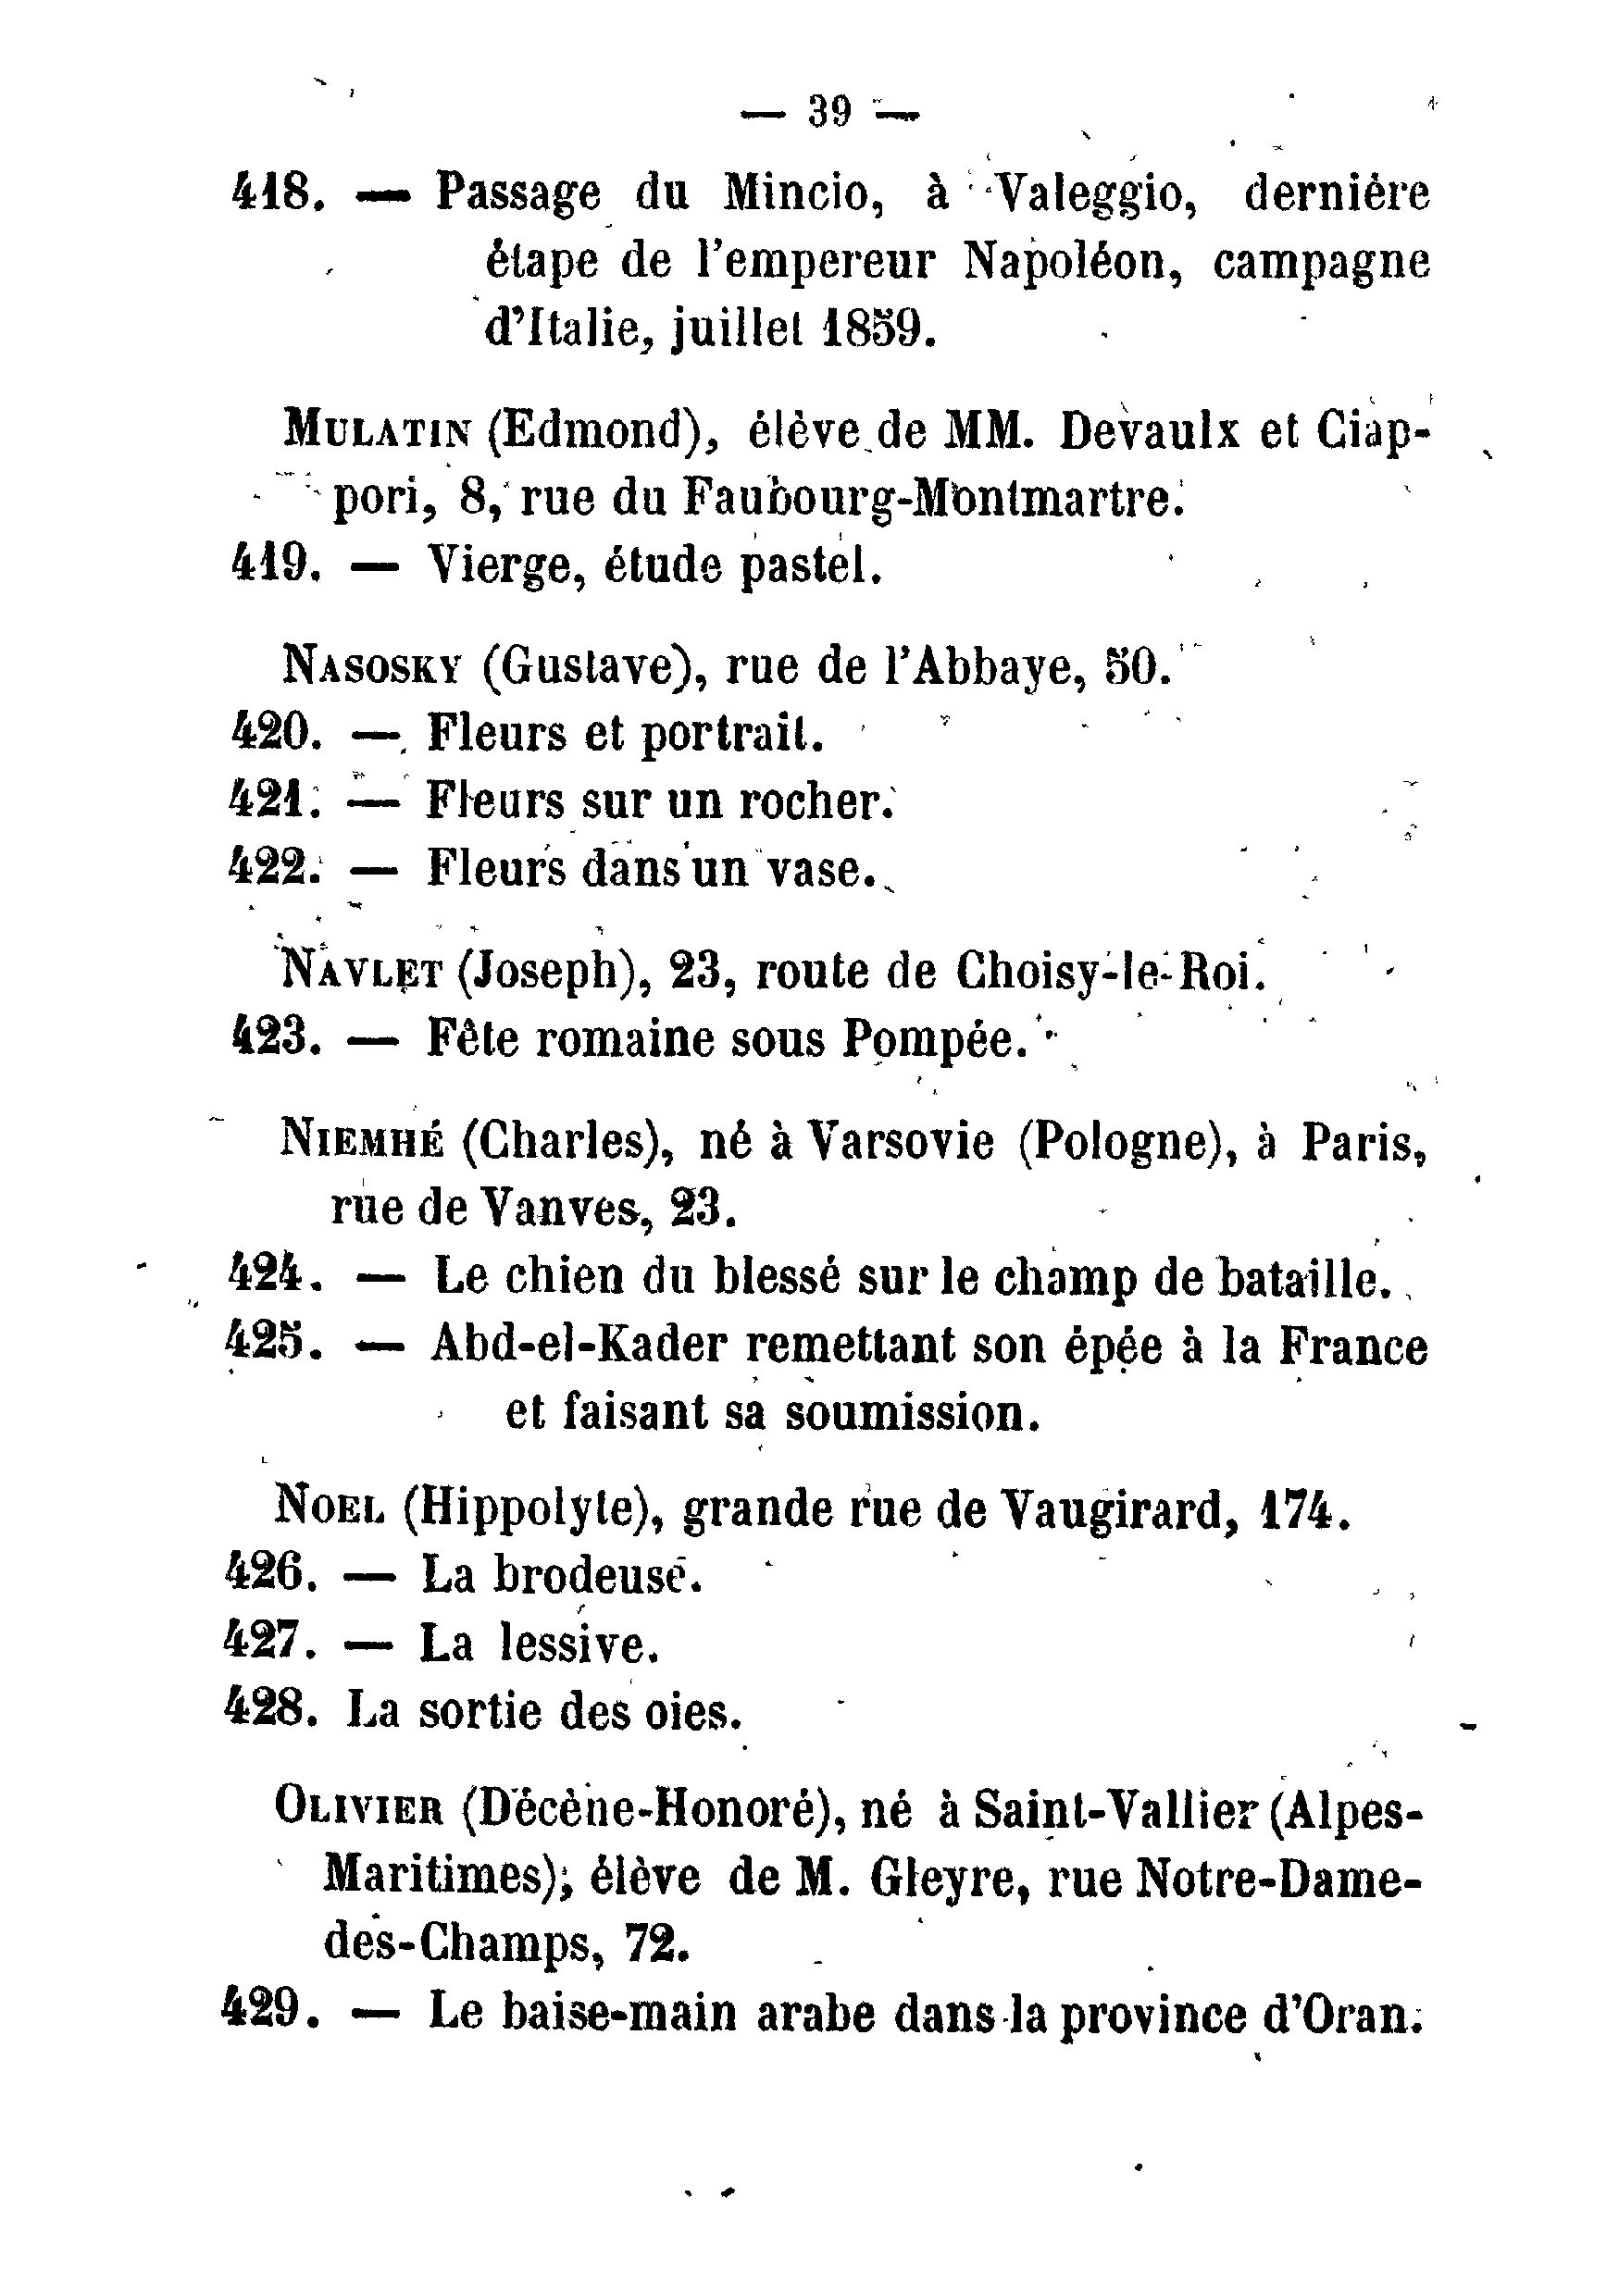 — 39 —
418. — Passage du Mincio, à Valeggio, dernière
étape de l'empereur Napoléon, campagne
d'Italie, juillet 1859.
MULATIN (Edmond), élève de MM. Devaulx et Ciap-
pori, 8, rue du Faubourg-Montmartre.
419. — Vierge, étude pastel.
NASOSKY (Gustave), rue de l'Abbaye, 50.
420. — Fleurs et portrait.
421. — Fleurs sur un rocher.
422. — Fleurs dans un vase.
NAVLET (Joseph), 23, route de Choisy-le-Roi.
423. — Fête romaine sous Pompée.
NIEMHÉ (Charles), né à Varsovie (Pologne), à Paris,
rue de Vanves, 23.
424. — Le chien du blessé sur le champ de bataille.
425. — Abd-el-Kader remettant son épée à la France
et faisant sa soumission.
NOEL (Hippolyte), grande rue de Vaugirard, 174.
426. — La brodeuse.
427. — La lessive.
428. La sortie des oies.
OLIVIER (Décène-Honoré), né à Saint-Vallier (Alpes-
Maritimes), élève de M. Gleyre, rue Notre-Dame-
des-Champs, 72.
429. — Le baise-main arabe dans la province d'Oran.